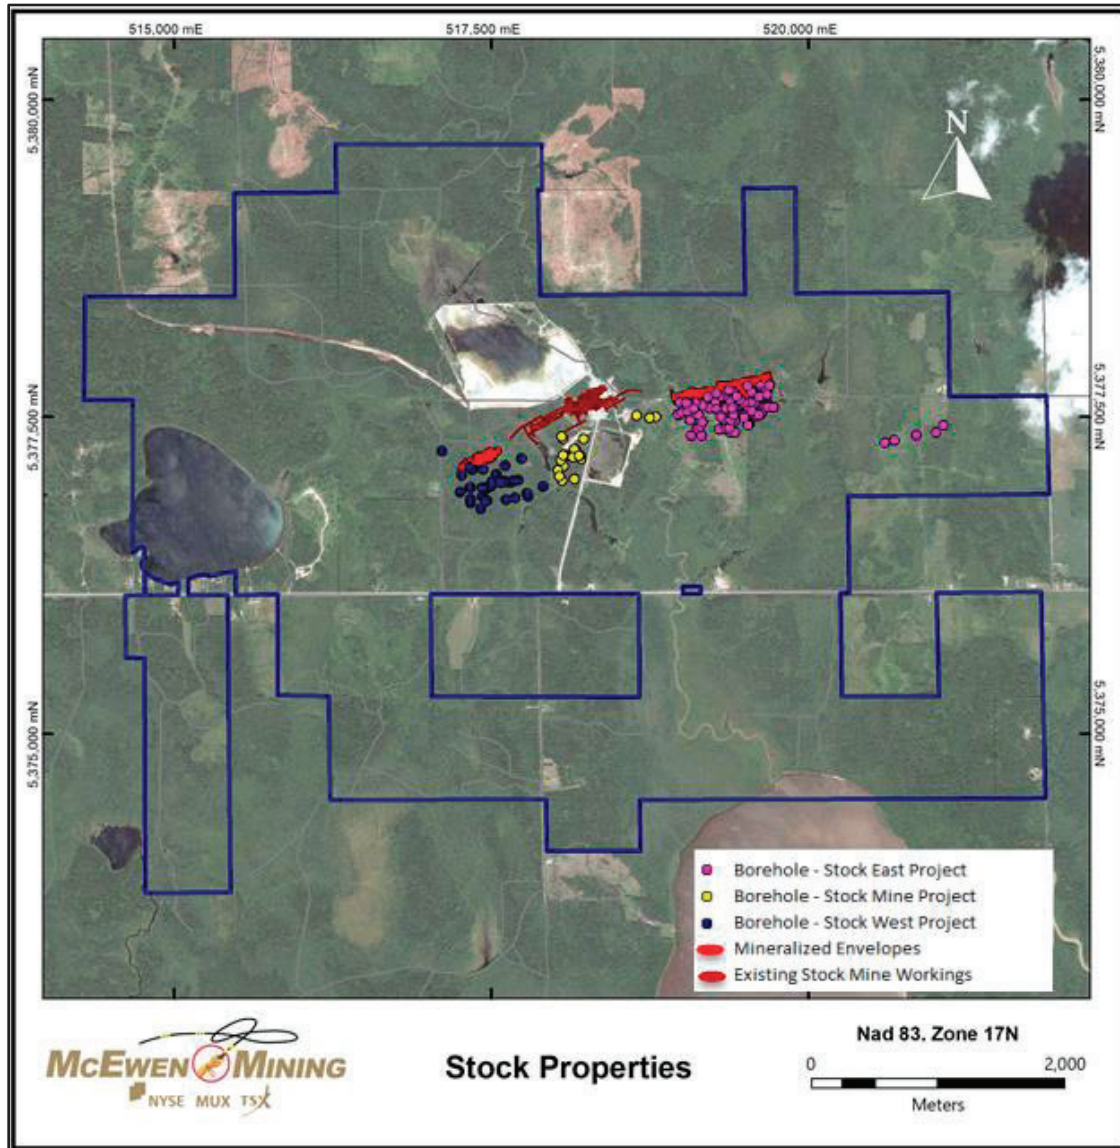 515,000 mE
517,500 mE
520,000 mE
5,380,000 mN
5,380,000 mN
N
5,377,500 mN
5,377,500 mN
5,375,000 mN
5,375,000 mN
Borehole - Stock East Project
Borehole - Stock Mine Project
Borehole - Stock West Project
Mineralized Envelopes
Existing Stock Mine Workings
McEwen Mining
NYSE MUX TSX
Stock Properties
Nad 83. Zone 17N
0 2,000
Meters